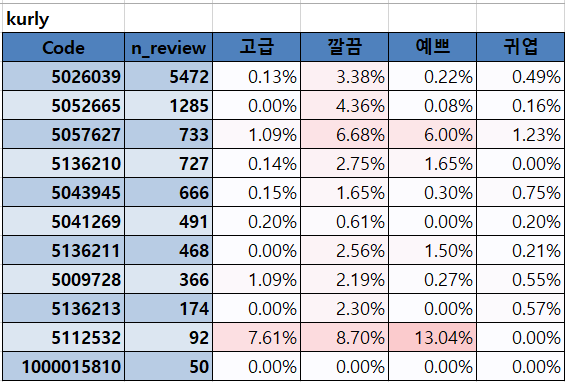 kurly
Code n_review 고급 깔끔 예쁘 귀엽
5026039 5472 0.13% 3.38% 0.22% 0.49%
5052665 1285 0.00% 4.36% 0.08% 0.16%
5057627 733 1.09% 6.68% 6.00% 1.23%
5136210 727 0.14% 2.75% 1.65% 0.00%
5043945 666 0.15% 1.65% 0.30% 0.75%
5041269 491 0.20% 0.61% 0.00% 0.20%
5136211 468 0.00% 2.56% 1.50% 0.21%
5009728 366 1.09% 2.19% 0.27% 0.55%
5136213 174 0.00% 2.30% 0.00% 0.57%
5112532 92 7.61% 8.70% 13.04% 0.00%
1000015810 50 0.00% 0.00% 0.00% 0.00%